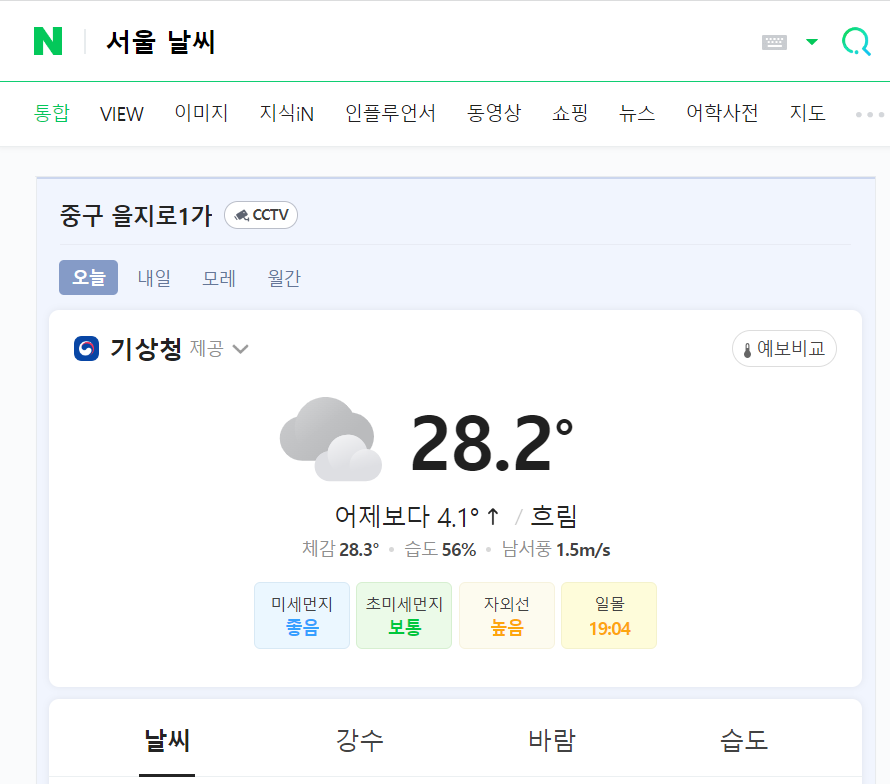 N 서울 날씨
통합 VIEW 이미지 지식iN 인플루언서 동영상 쇼핑 뉴스 어학사전 지도
중구 을지로1가 CCTV
오늘 내일 모레 월간
기상청 제공 예보비교
28.2°
어제보다 4.1° ↑ / 흐림
체감 28.3° • 습도 56% • 남서풍 1.5m/s
미세먼지 초미세먼지 자외선 일몰
좋음 보통 높음 19:04
날씨 강수 바람 습도